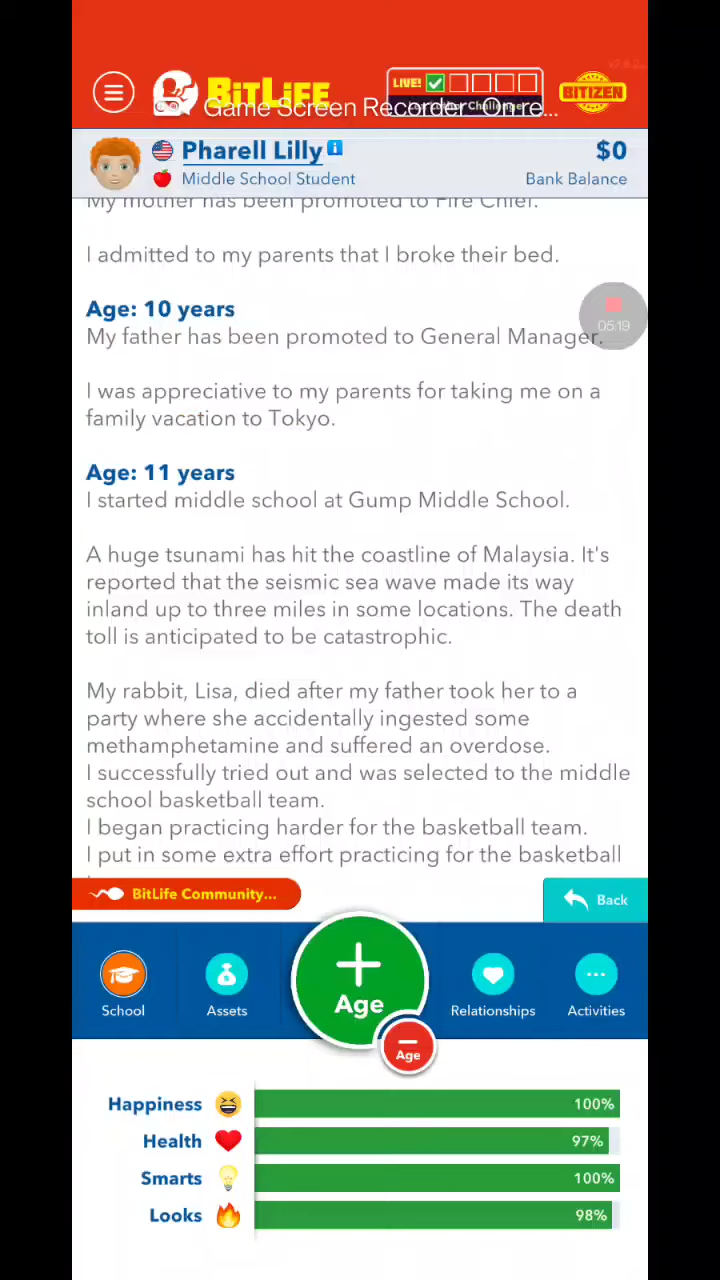 LIVE!
BitLife
BITIZEN
Game Screen Recorder_On re...
Challenge
Pharell Lilly
$0
Middle School Student
Bank Balance
My mother has been promoted to Fire Chief.
I admitted to my parents that I broke their bed.
Age: 10 years
05:19
My father has been promoted to General Manager.
I was appreciative to my parents for taking me on a
family vacation to Tokyo.
Age: 11 years
I started middle school at Gump Middle School.
A huge tsunami has hit the coastline of Malaysia. It's
reported that the seismic sea wave made its way
inland up to three miles in some locations. The death
toll is anticipated to be catastrophic.
My rabbit, Lisa, died after my father took her to a
party where she accidentally ingested some
methamphetamine and suffered an overdose.
I successfully tried out and was selected to the middle
school basketball team.
I began practicing harder for the basketball team.
I put in some extra effort practicing for the basketball
BitLife Community...
Back
School
Assets
Age
Relationships
Activities
Age
Happiness
100%
Health
97%
Smarts
100%
Looks
98%